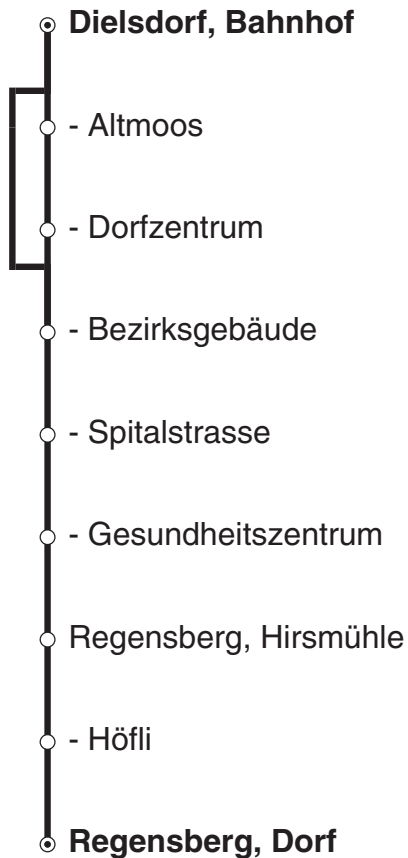 Dielsdorf, Bahnhof
- Altmoos
- Dorfzentrum
- Bezirksgebäude
- Spitalstrasse
- Gesundheitszentrum
Regensberg, Hirsmühle
- Höfli
Regensberg, Dorf